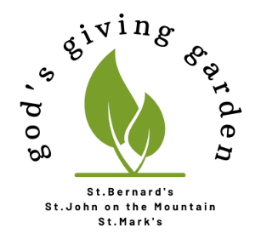 god's giving garden
St.Bernard's
St.John on the Mountain
St.Mark's